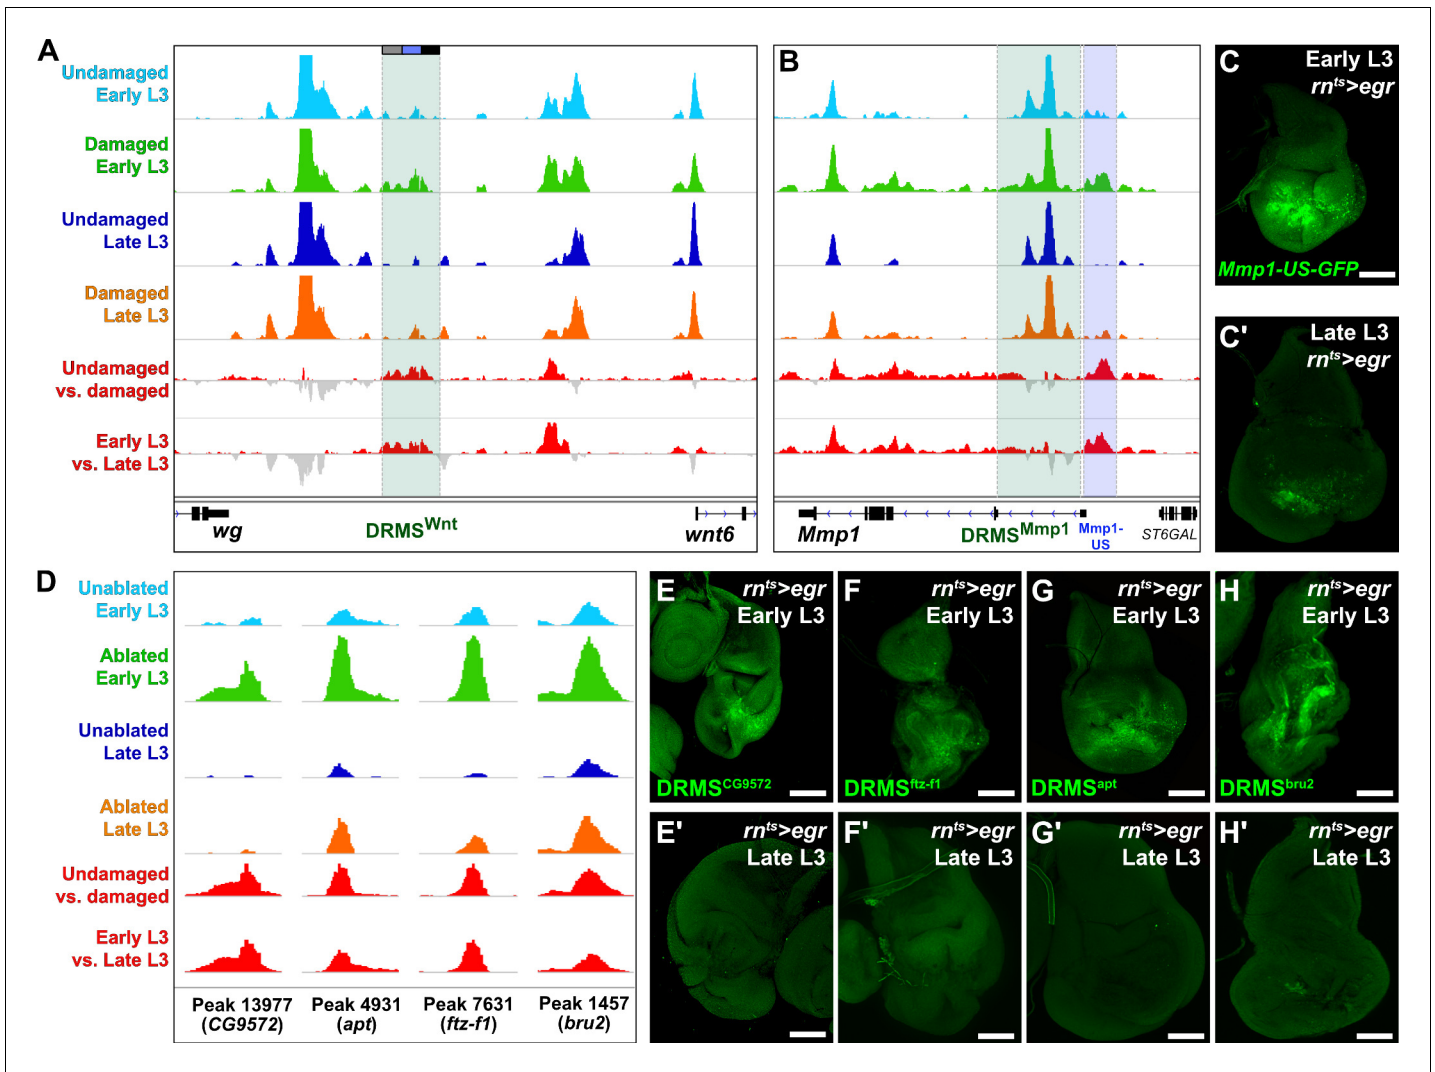 A
Undamaged
Early L3
Damaged
Early L3
Undamaged
Late L3
Damaged
Late L3
Undamaged
vs. damaged
Early L3
vs. Late L3
wg
DRMSWnt
wnt6
B
Mmp1
DRMSMmp1
Mmp1-
US
ST6GAL
C
Early L3
rnts>egr
Mmp1-US-GFP
C'
Late L3
rnts>egr
D
Unablated
Early L3
Ablated
Early L3
Unablated
Late L3
Ablated
Late L3
Undamaged
vs. damaged
Early L3
vs. Late L3
Peak 13977
(CG9572)
Peak 4931
(apt)
Peak 7631
(ftz-f1)
Peak 1457
(bru2)
E
rnts>egr
Early L3
DRMSCG9572
F
rnts>egr
Early L3
DRMSftz-f1
G
rnts>egr
Early L3
DRMSapt
H
rnts>egr
Early L3
DRMSbru2
E'
rnts>egr
Late L3
F'
rnts>egr
Late L3
G'
rnts>egr
Late L3
H'
rnts>egr
Late L3